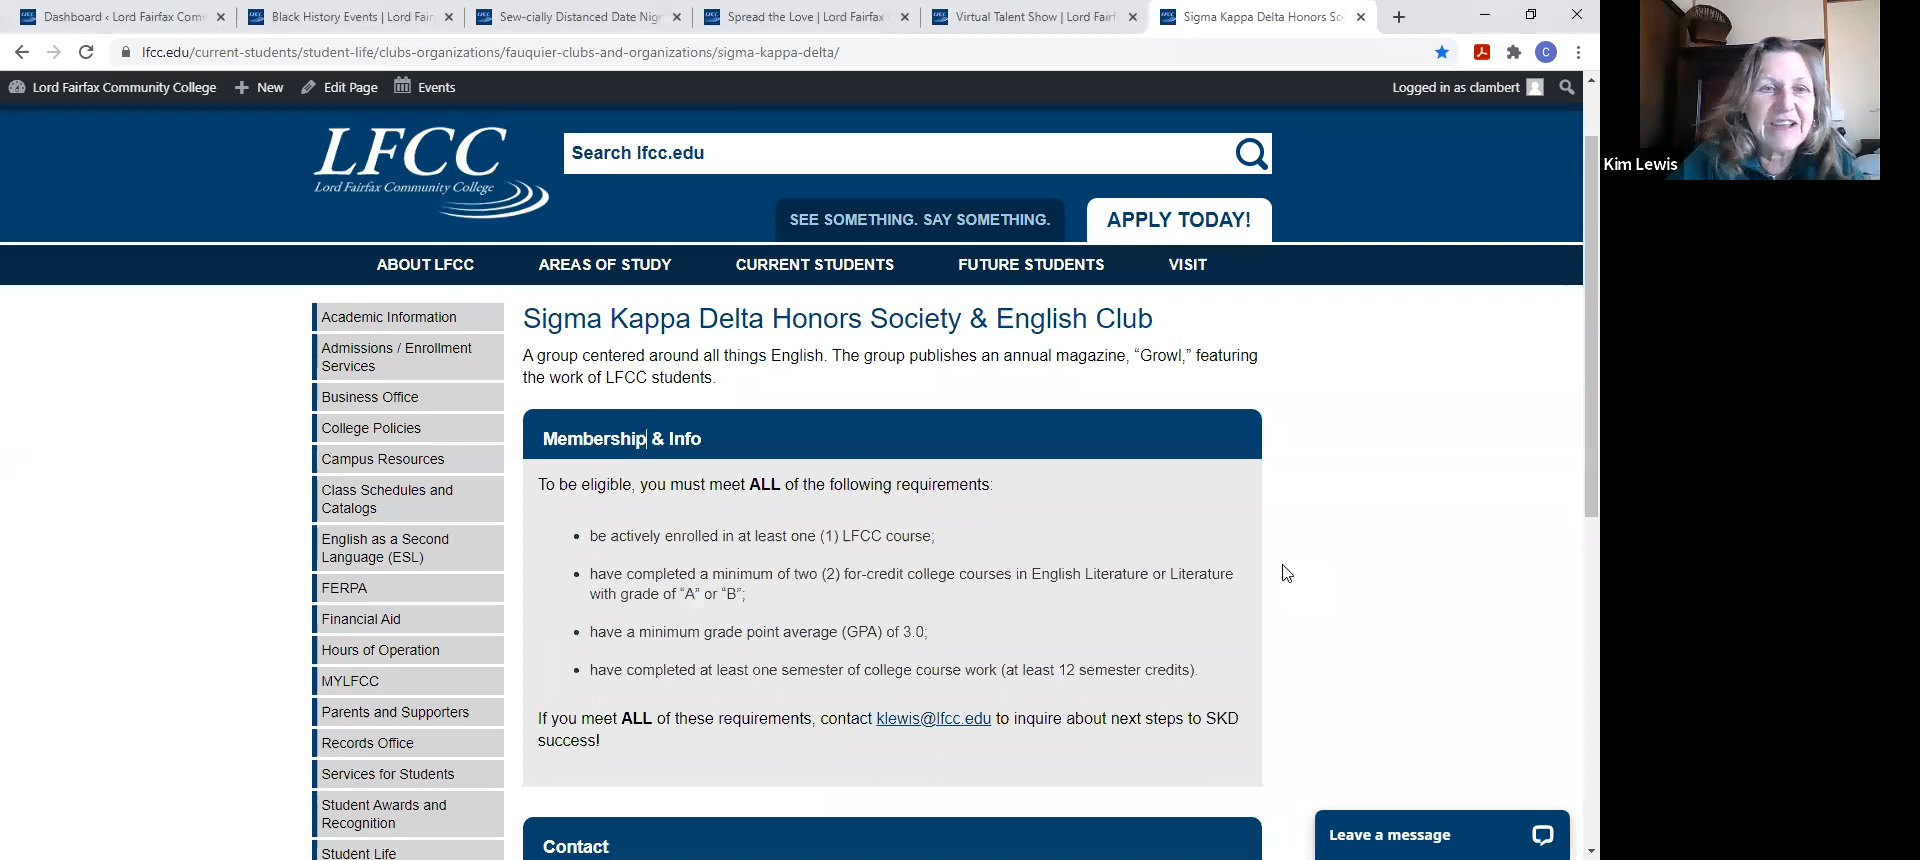 Dashboard ‹ Lord Fairfax Com
Black History Events | Lord Fair
Sew-cially Distanced Date Nig
Spread the Love | Lord Fairfax
Virtual Talent Show | Lord Fairf
Sigma Kappa Delta Honors So
lfcc.edu/current-students/student-life/clubs-organizations/fauquier-clubs-and-organizations/sigma-kappa-delta/
C
Lord Fairfax Community College
New
Edit Page
Events
Logged in as clambert
LFCC
Lord Fairfax Community College
Search lfcc.edu
SEE SOMETHING. SAY SOMETHING.
APPLY TODAY!
ABOUT LFCC
AREAS OF STUDY
CURRENT STUDENTS
FUTURE STUDENTS
VISIT
Academic Information
Admissions / Enrollment
Services
Business Office
College Policies
Campus Resources
Class Schedules and
Catalogs
English as a Second
Language (ESL)
FERPA
Financial Aid
Hours of Operation
MYLFCC
Parents and Supporters
Records Office
Services for Students
Student Awards and
Recognition
Student Life
Sigma Kappa Delta Honors Society & English Club
A group centered around all things English. The group publishes an annual magazine, “Growl,” featuring
the work of LFCC students.
Membership & Info
To be eligible, you must meet ALL of the following requirements:
• be actively enrolled in at least one (1) LFCC course;
• have completed a minimum of two (2) for-credit college courses in English Literature or Literature
with grade of “A” or “B”;
• have a minimum grade point average (GPA) of 3.0;
• have completed at least one semester of college course work (at least 12 semester credits).
If you meet ALL of these requirements, contact klewis@lfcc.edu to inquire about next steps to SKD
success!
Contact
Leave a message
Kim Lewis